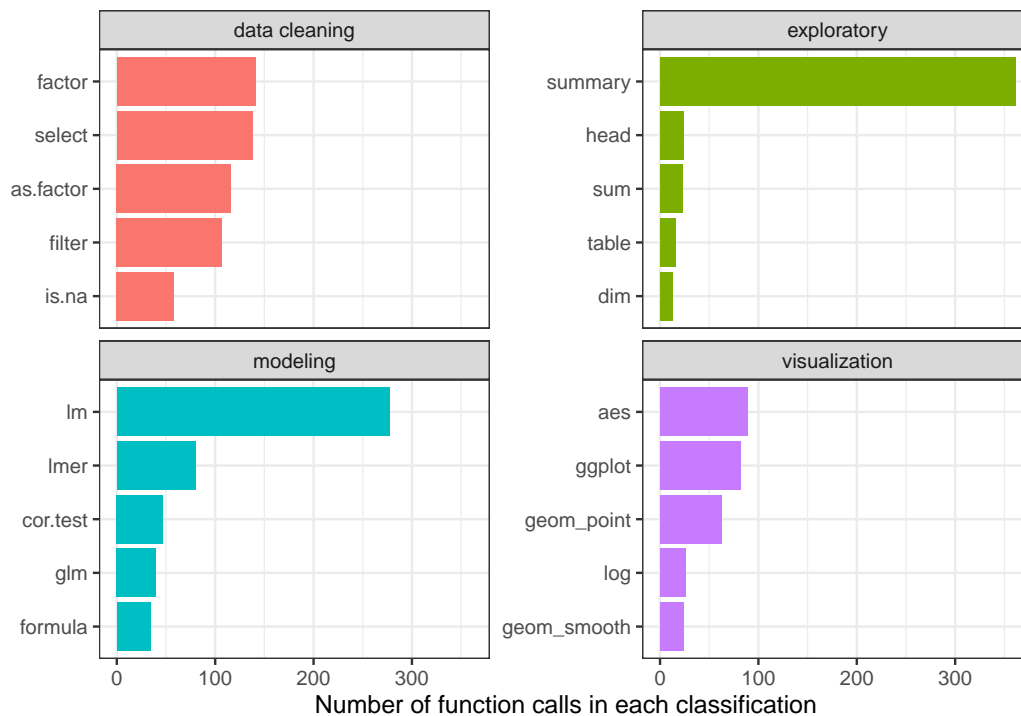 data cleaning
factor
select
as.factor
filter
is.na
exploratory
summary
head
sum
table
dim
modeling
lm
lmer
cor.test
glm
formula
0 100 200 300
visualization
aes
ggplot
geom_point
log
geom_smooth
0 100 200 300
Number of function calls in each classification